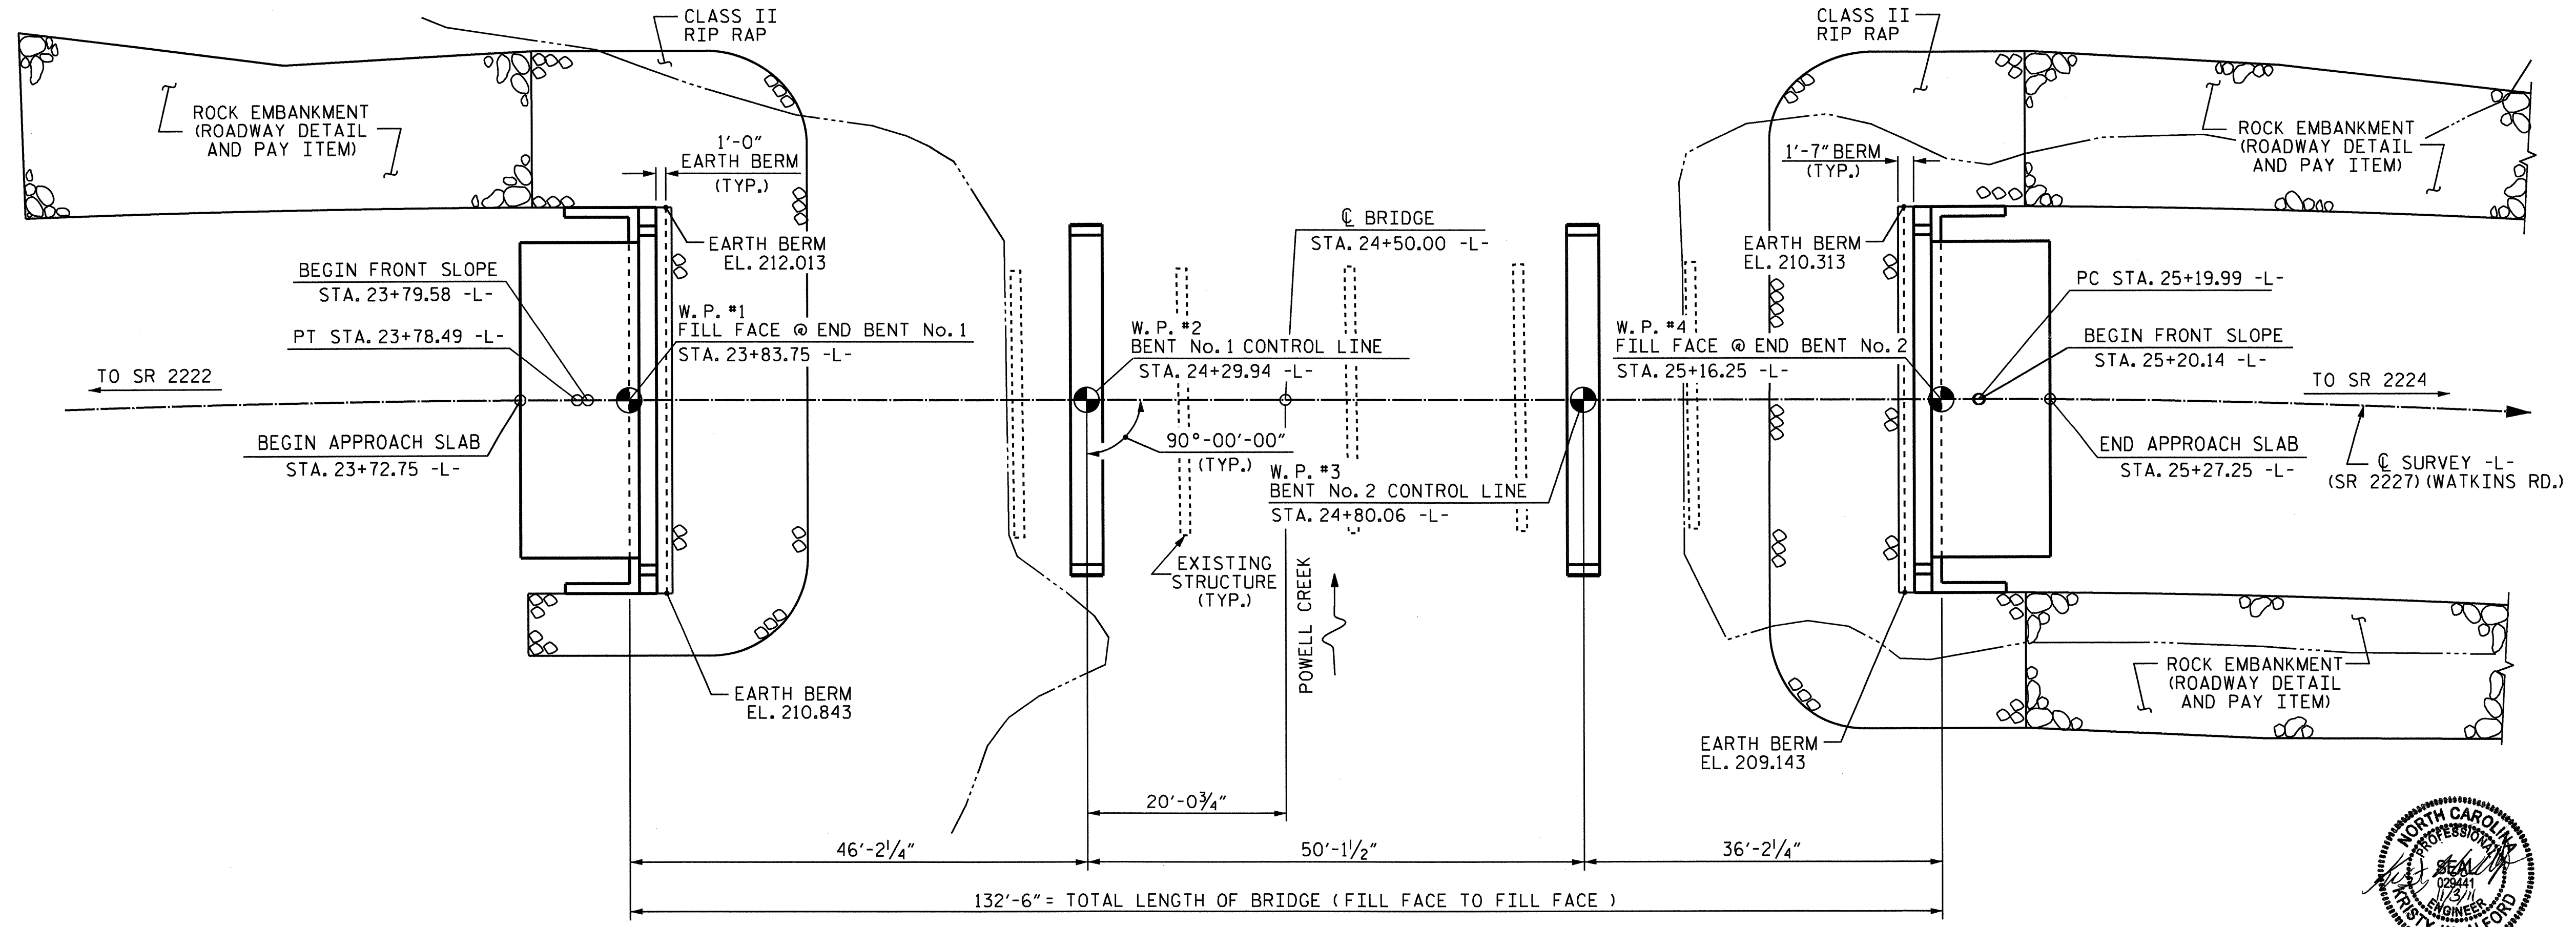 CLASS II
RIP RAP
CLASS II
RIP RAP
ROCK EMBANKMENT
(ROADWAY DETAIL
AND PAY ITEM)
1'-0"
EARTH BERM
(TYP.)
1'-7" BERM
(TYP.)
ROCK EMBANKMENT
(ROADWAY DETAIL
AND PAY ITEM)
EARTH BERM
EL. 212.013
℄ BRIDGE
STA. 24+50.00 -L-
EARTH BERM
EL. 210.313
BEGIN FRONT SLOPE
STA. 23+79.58 -L-
PT STA. 23+78.49 -L-
W.P. #1
FILL FACE @ END BENT No. 1
STA. 23+83.75 -L-
W.P. #2
BENT No. 1 CONTROL LINE
STA. 24+29.94 -L-
W.P. #4
FILL FACE @ END BENT No. 2
STA. 25+16.25 -L-
PC STA. 25+19.99 -L-
BEGIN FRONT SLOPE
STA. 25+20.14 -L-
TO SR 2222
TO SR 2224
BEGIN APPROACH SLAB
STA. 23+72.75 -L-
90°-00'-00"
(TYP.)
W.P. #3
BENT No. 2 CONTROL LINE
STA. 24+80.06 -L-
END APPROACH SLAB
STA. 25+27.25 -L-
℄ SURVEY -L-
(SR 2227) (WATKINS RD.)
EXISTING
STRUCTURE
(TYP.)
POWELL CREEK
EARTH BERM
EL. 210.843
ROCK EMBANKMENT
(ROADWAY DETAIL
AND PAY ITEM)
EARTH BERM
EL. 209.143
20'-0¾"
46'-2¼"
50'-1½"
36'-2¼"
132'-6" = TOTAL LENGTH OF BRIDGE ( FILL FACE TO FILL FACE )
NORTH CAROLINA
PROFESSIONAL
SEAL
029441
11/3/11
ENGINEER
KRISTY